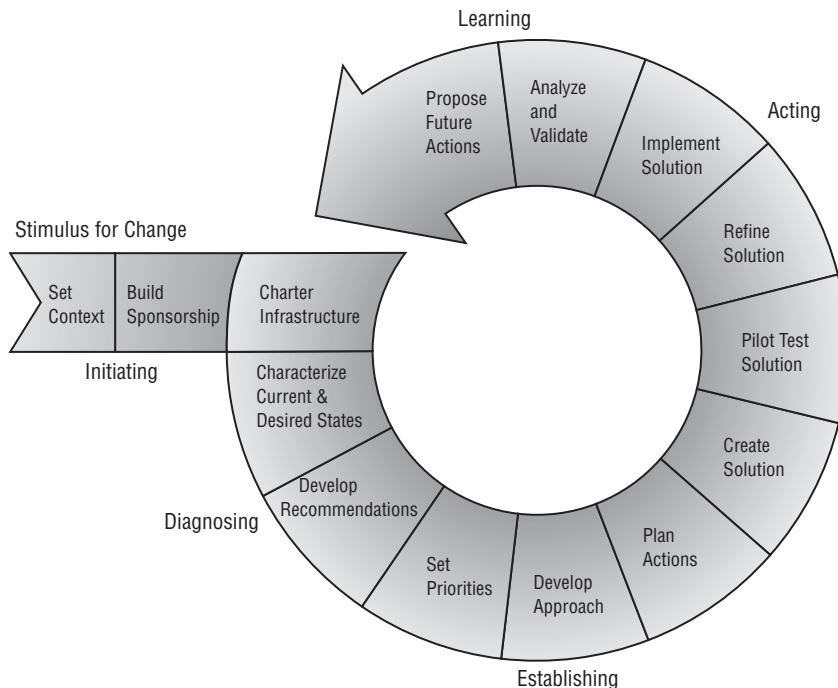 Learning
Acting
Propose
Future
Actions
Analyze
and
Validate
Implement
Solution
Refine
Solution
Pilot Test
Solution
Create
Solution
Plan
Actions
Develop
Approach
Set
Priorities
Develop
Recommendations
Characterize
Current &
Desired States
Charter
Infrastructure
Build
Sponsorship
Set
Context
Stimulus for Change
Initiating
Diagnosing
Establishing